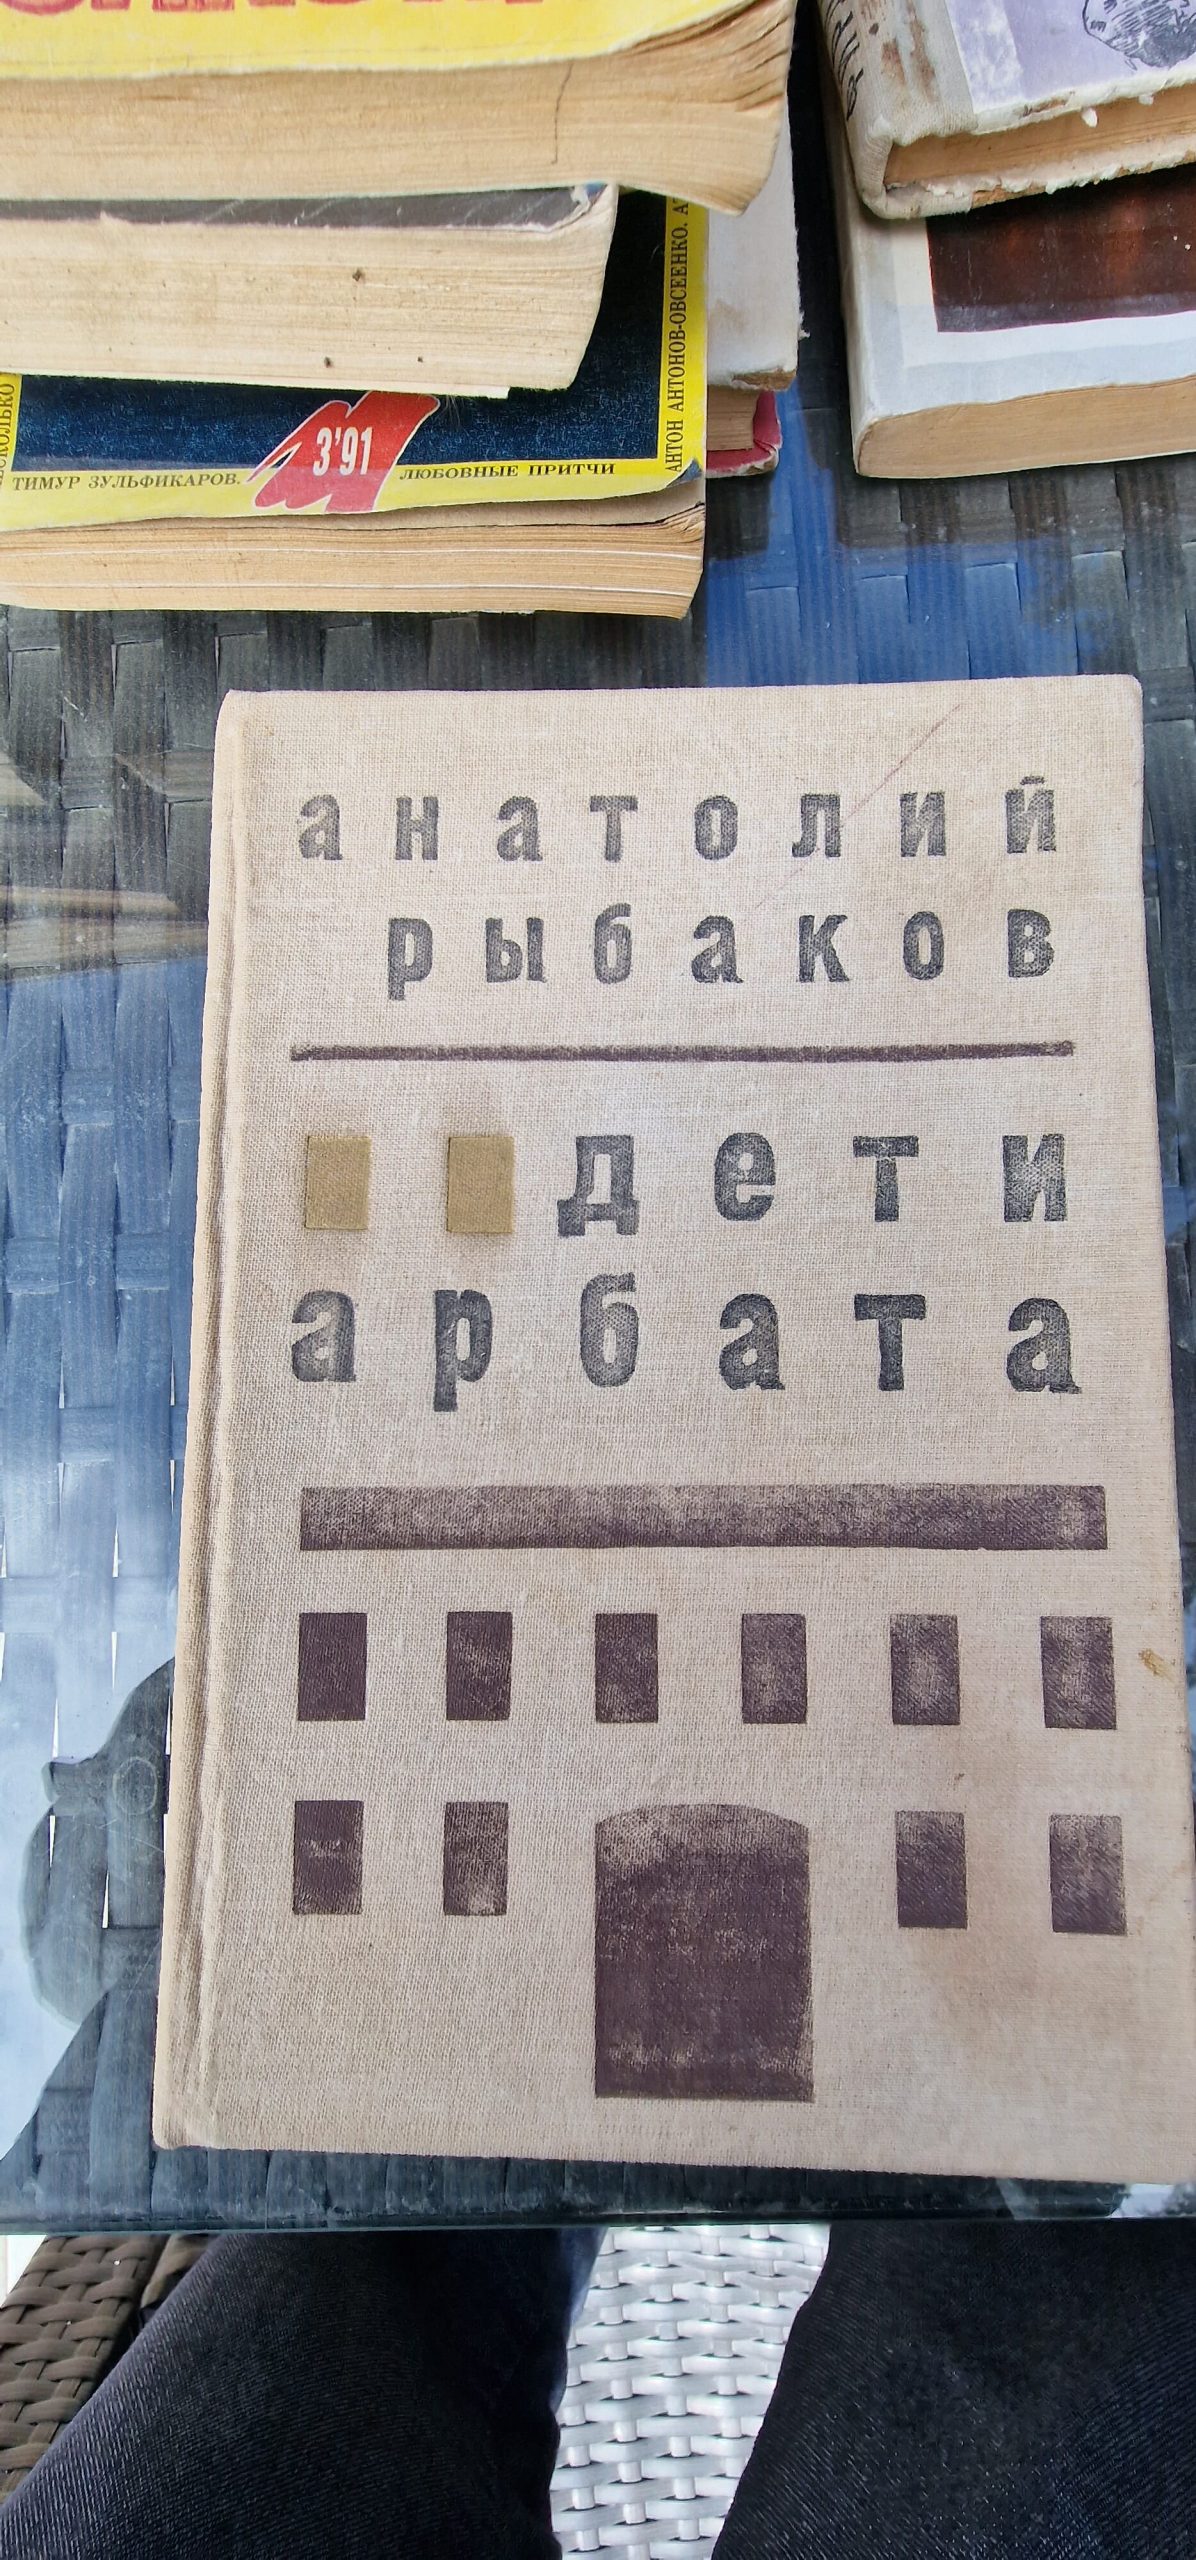 АНТОН АНТОНОВ-ОВСЕЕНКО.
3'91
ТИМУР ЗУЛЬФИКАРОВ.
ЛЮБОВНЫЕ ПРИТЧИ
анатолий
рыбаков
дети
арбата